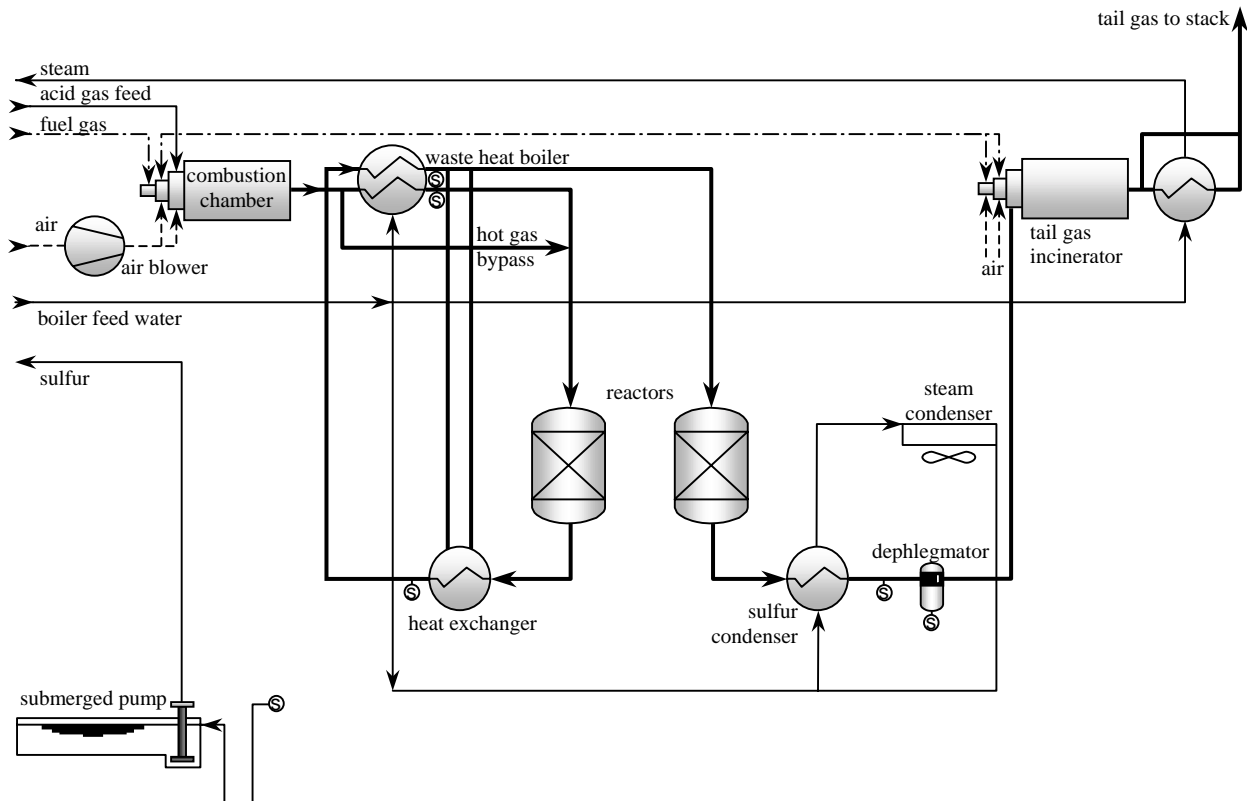 tail gas to stack
steam
acid gas feed
fuel gas
waste heat boiler
combustion
chamber
air
air blower
hot gas
bypass
tail gas
incinerator
air
boiler feed water
sulfur
reactors
steam
condenser
dephlegmator
heat exchanger
sulfur
condenser
submerged pump
S
S
S
S
S
S